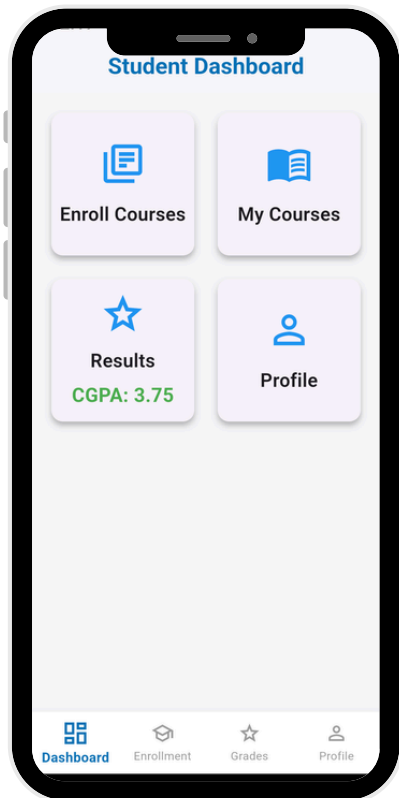 Student Dashboard
Enroll Courses
My Courses
Results
CGPA: 3.75
Profile
Dashboard
Enrollment
Grades
Profile